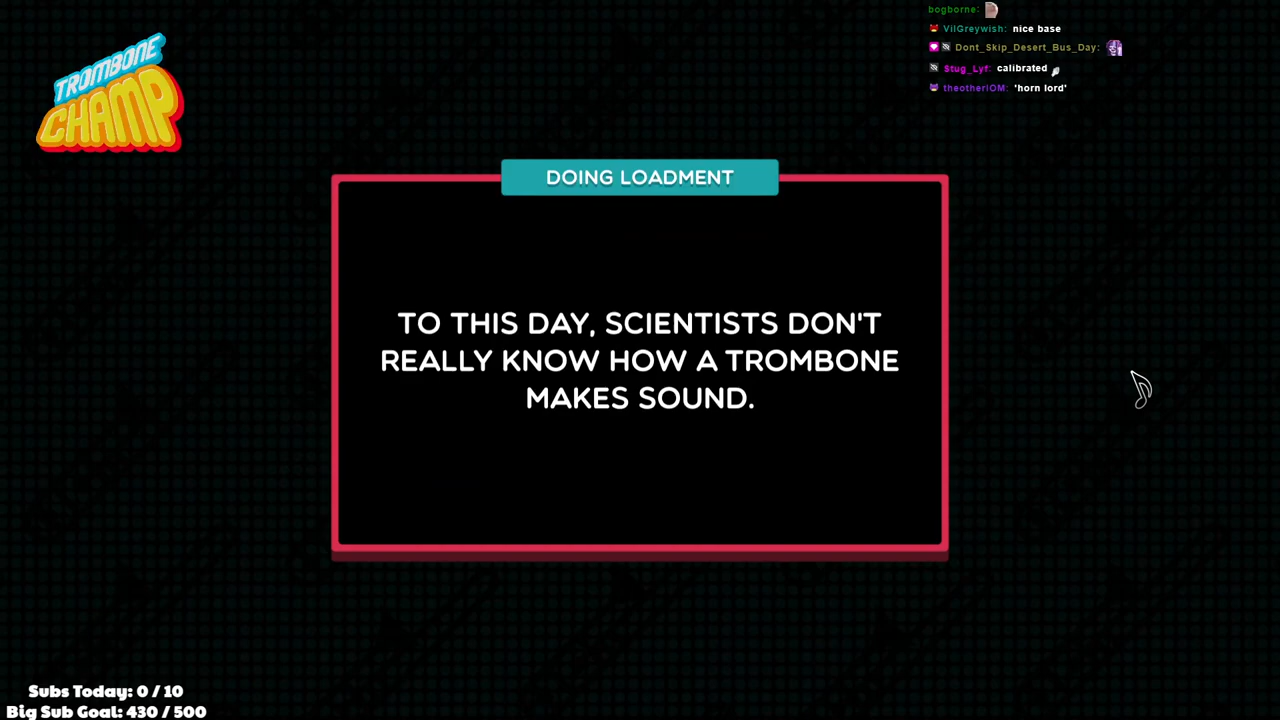 TROMBONE
CHAMP
bogborne:
VilGreywish: nice base
Dont_Skip_Desert_Bus_Day:
$tug_Lyf: calibrated
theotherIOM: 'horn lord'
DOING LOADMENT
TO THIS DAY, SCIENTISTS DON'T
REALLY KNOW HOW A TROMBONE
MAKES SOUND.
Subs Today: 0 / 10
Big Sub Goal: 430 / 500